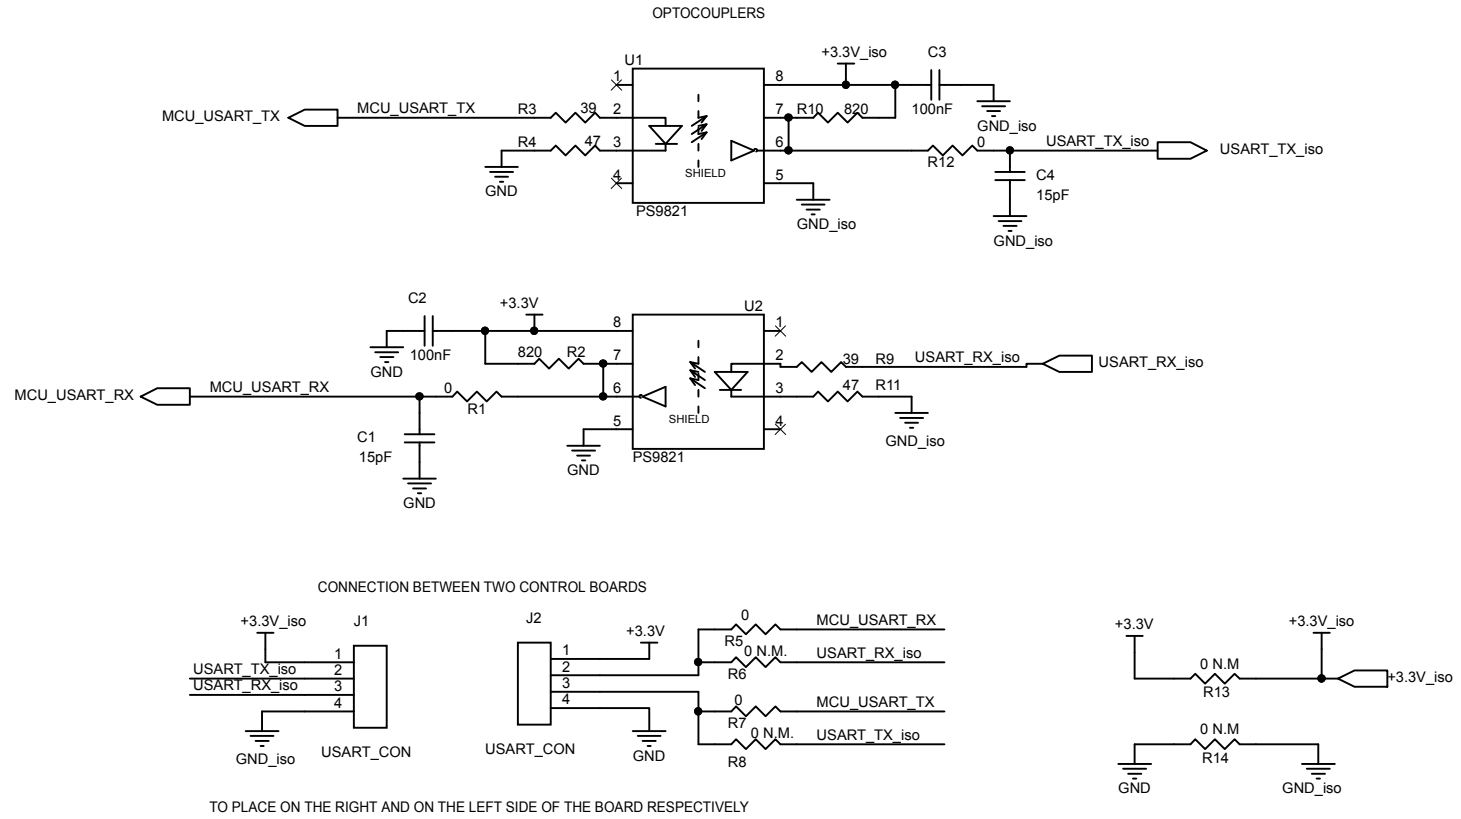 OPTOCOUPLERS
+3.3V_iso
C3
U1
1
8
MCU_USART_TX
MCU_USART_TX
R3
39
2
7
R10
820
100nF
GND_iso
R4
47
3
6
R12
0
USART_TX_iso
USART_TX_iso
GND
4
SHIELD
5
C4
15pF
PS9821
GND_iso
GND_iso
C2
+3.3V
U2
8
1
100nF
GND
820
R2
7
2
39
R9
USART_RX_iso
USART_RX_iso
MCU_USART_RX
MCU_USART_RX
0
R1
6
3
47
R11
C1
15pF
5
SHIELD
4
GND_iso
GND
PS9821
GND
CONNECTION BETWEEN TWO CONTROL BOARDS
+3.3V_iso
J1
1
USART_TX_iso
2
USART_RX_iso
3
4
GND_iso
USART_CON
J2
+3.3V
1
2
3
4
USART_CON
GND
0
R5
MCU_USART_RX
0 N.M.
R6
USART_RX_iso
0
R7
MCU_USART_TX
0 N.M.
R8
USART_TX_iso
+3.3V
+3.3V_iso
0 N.M
R13
+3.3V_iso
0 N.M
R14
GND
GND_iso
TO PLACE ON THE RIGHT AND ON THE LEFT SIDE OF THE BOARD RESPECTIVELY